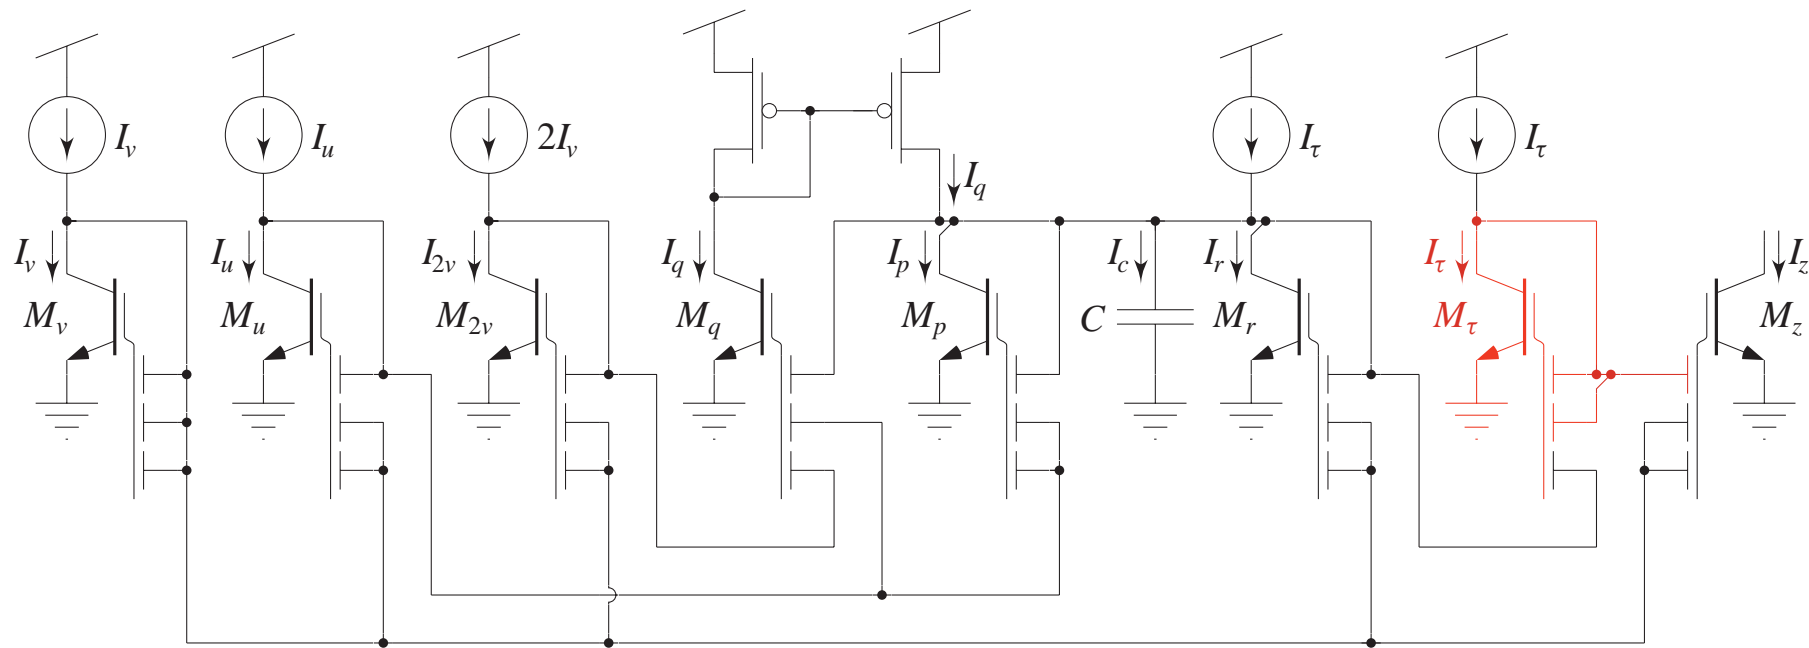 I_v I_u 2I_v I_τ I_τ
I_q
I_v I_u I_2v I_q I_p I_c I_r I_τ I_z
M_v M_u M_2v M_q M_p C M_r M_τ M_z